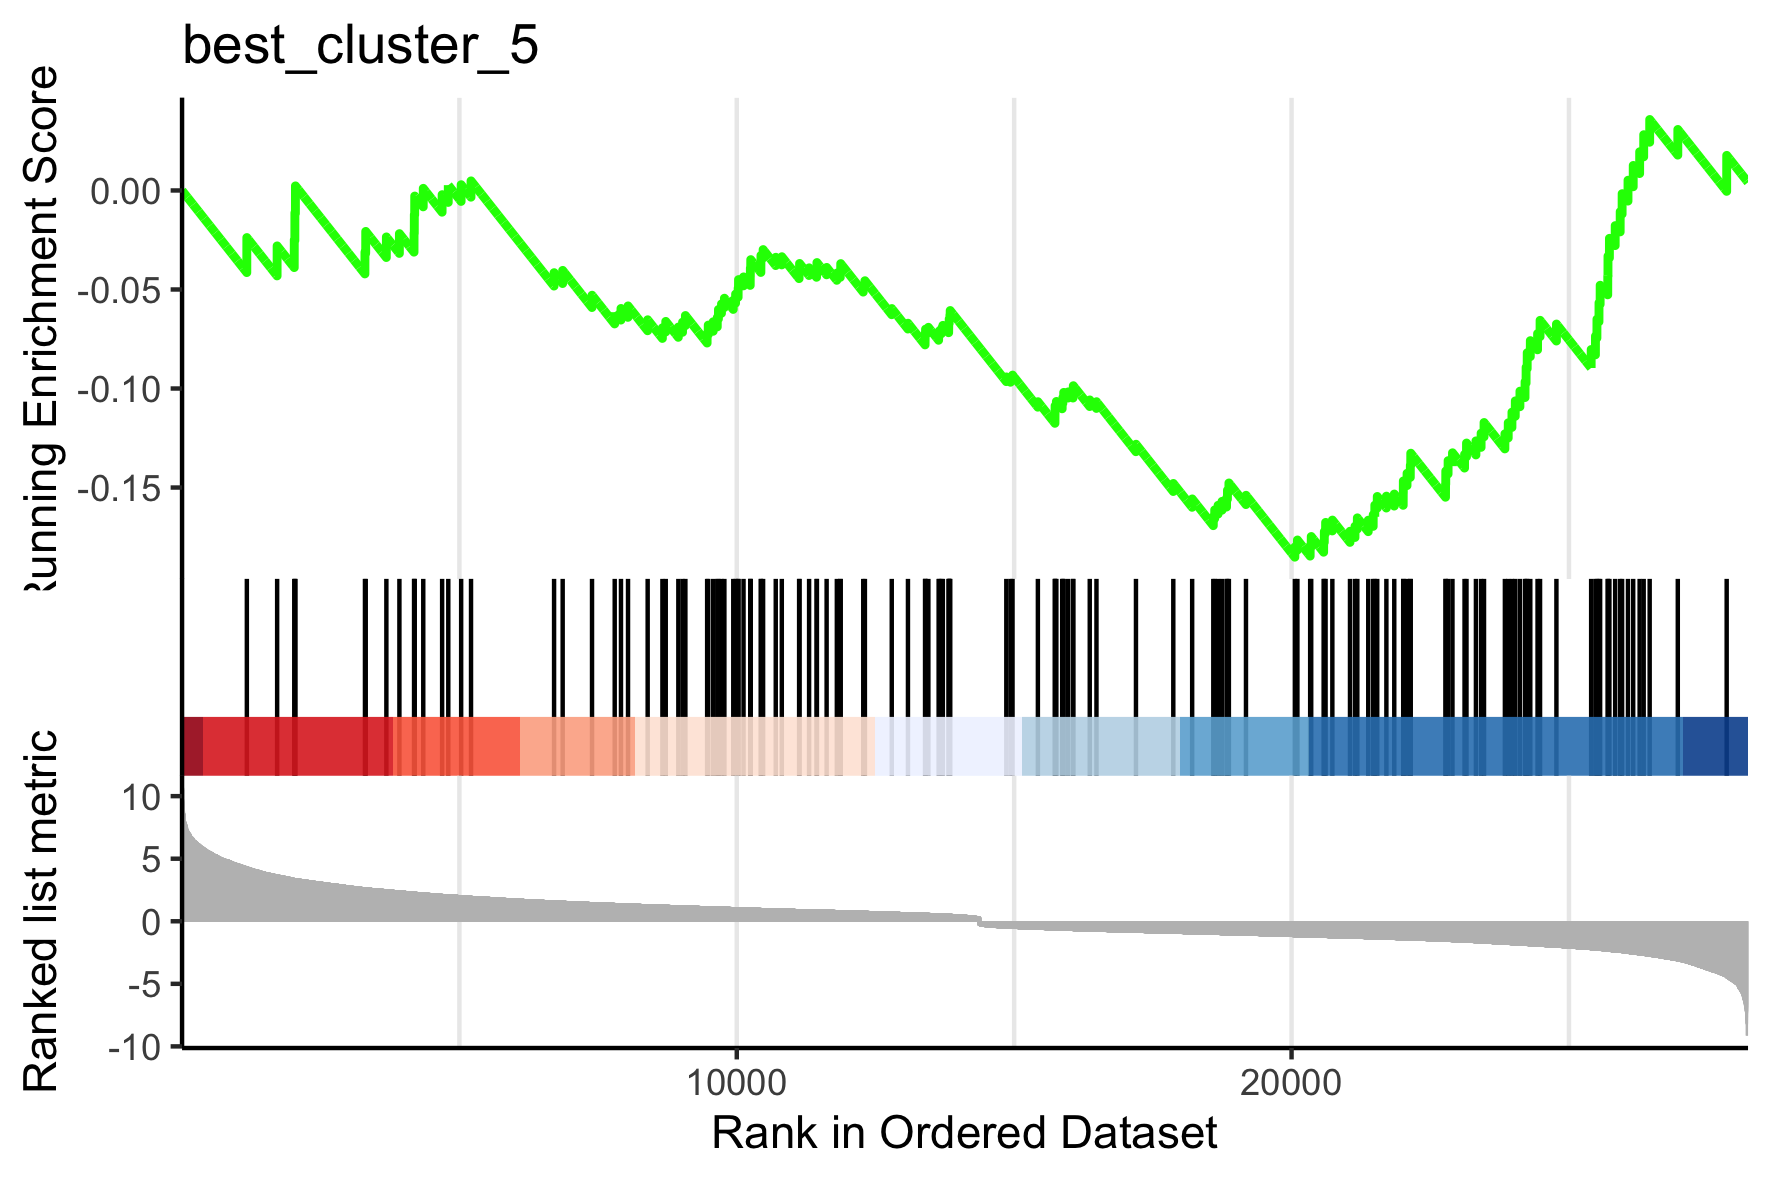 best_cluster_5
Running Enrichment Score
0.00
-0.05
-0.10
-0.15
Ranked list metric
10
5
0
-5
-10
10000
20000
Rank in Ordered Dataset